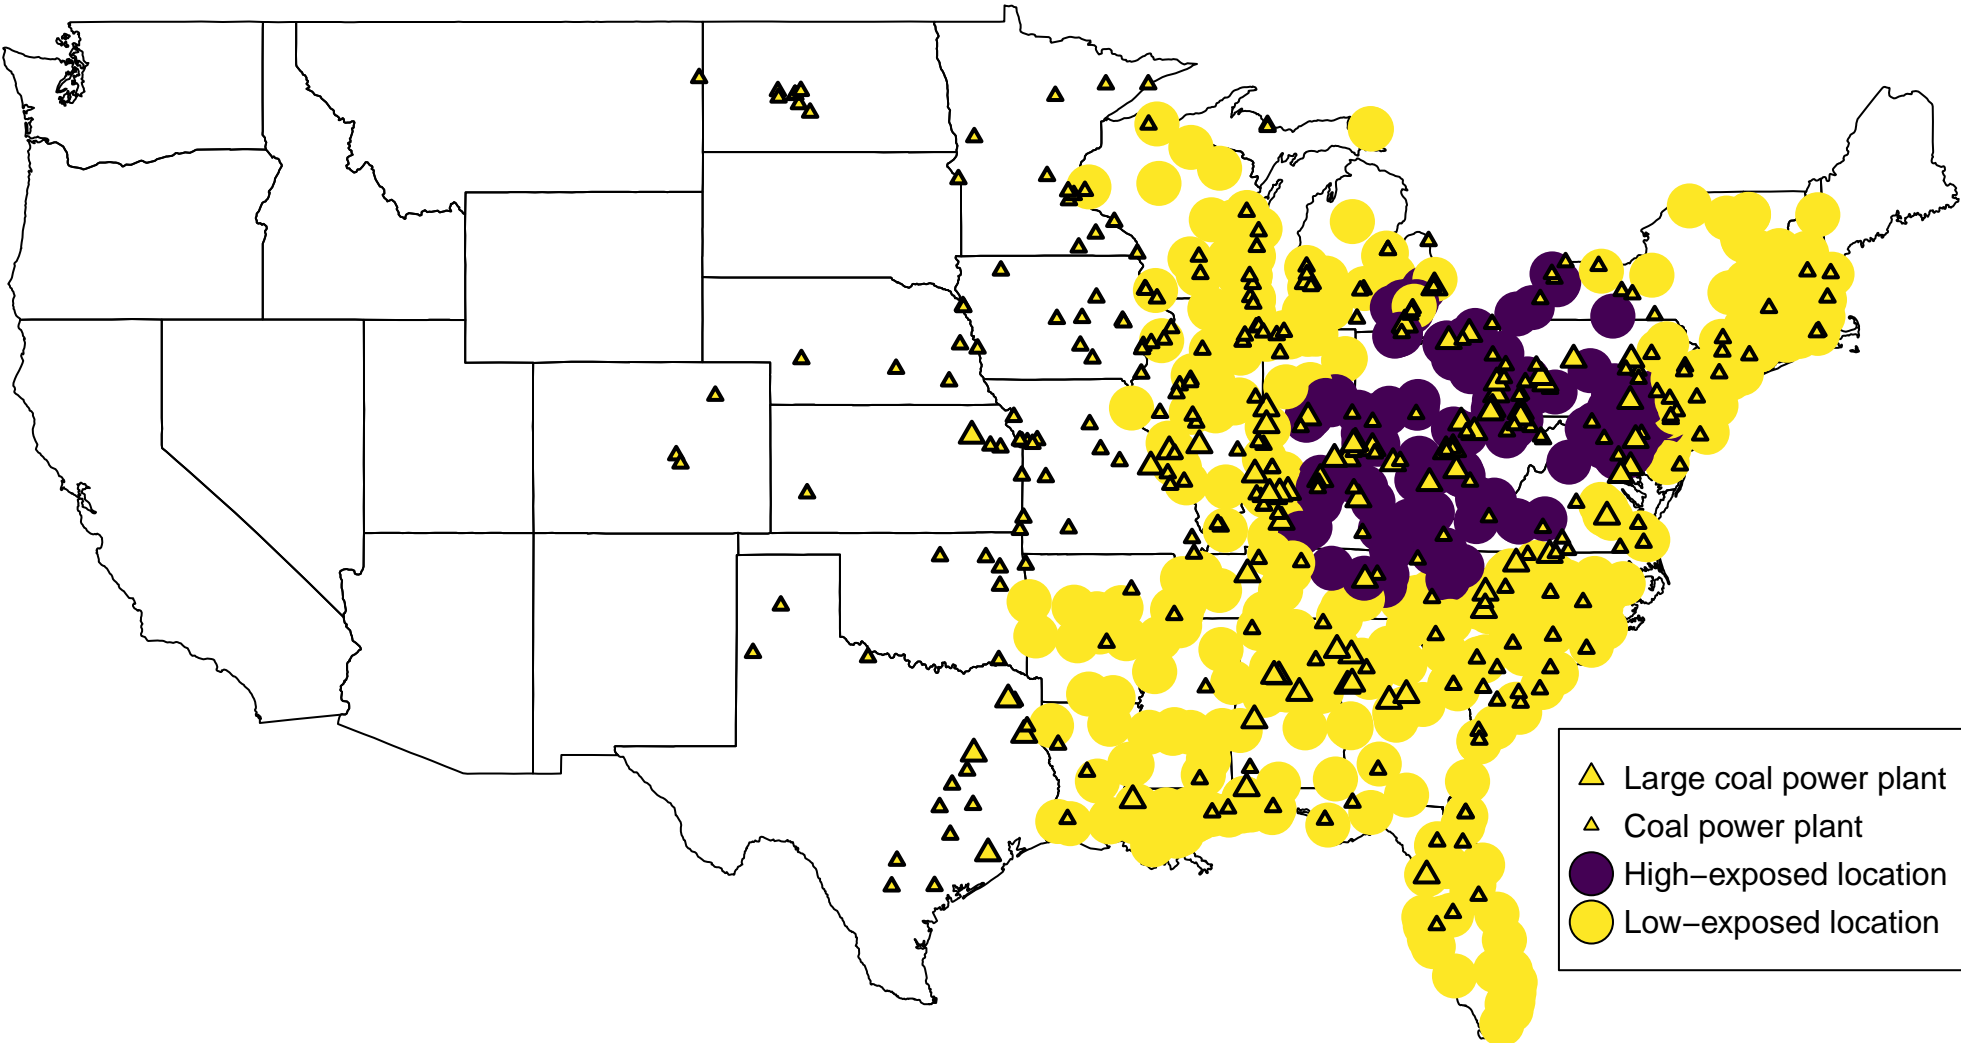 Large coal power plant
Coal power plant
High−exposed location
Low−exposed location